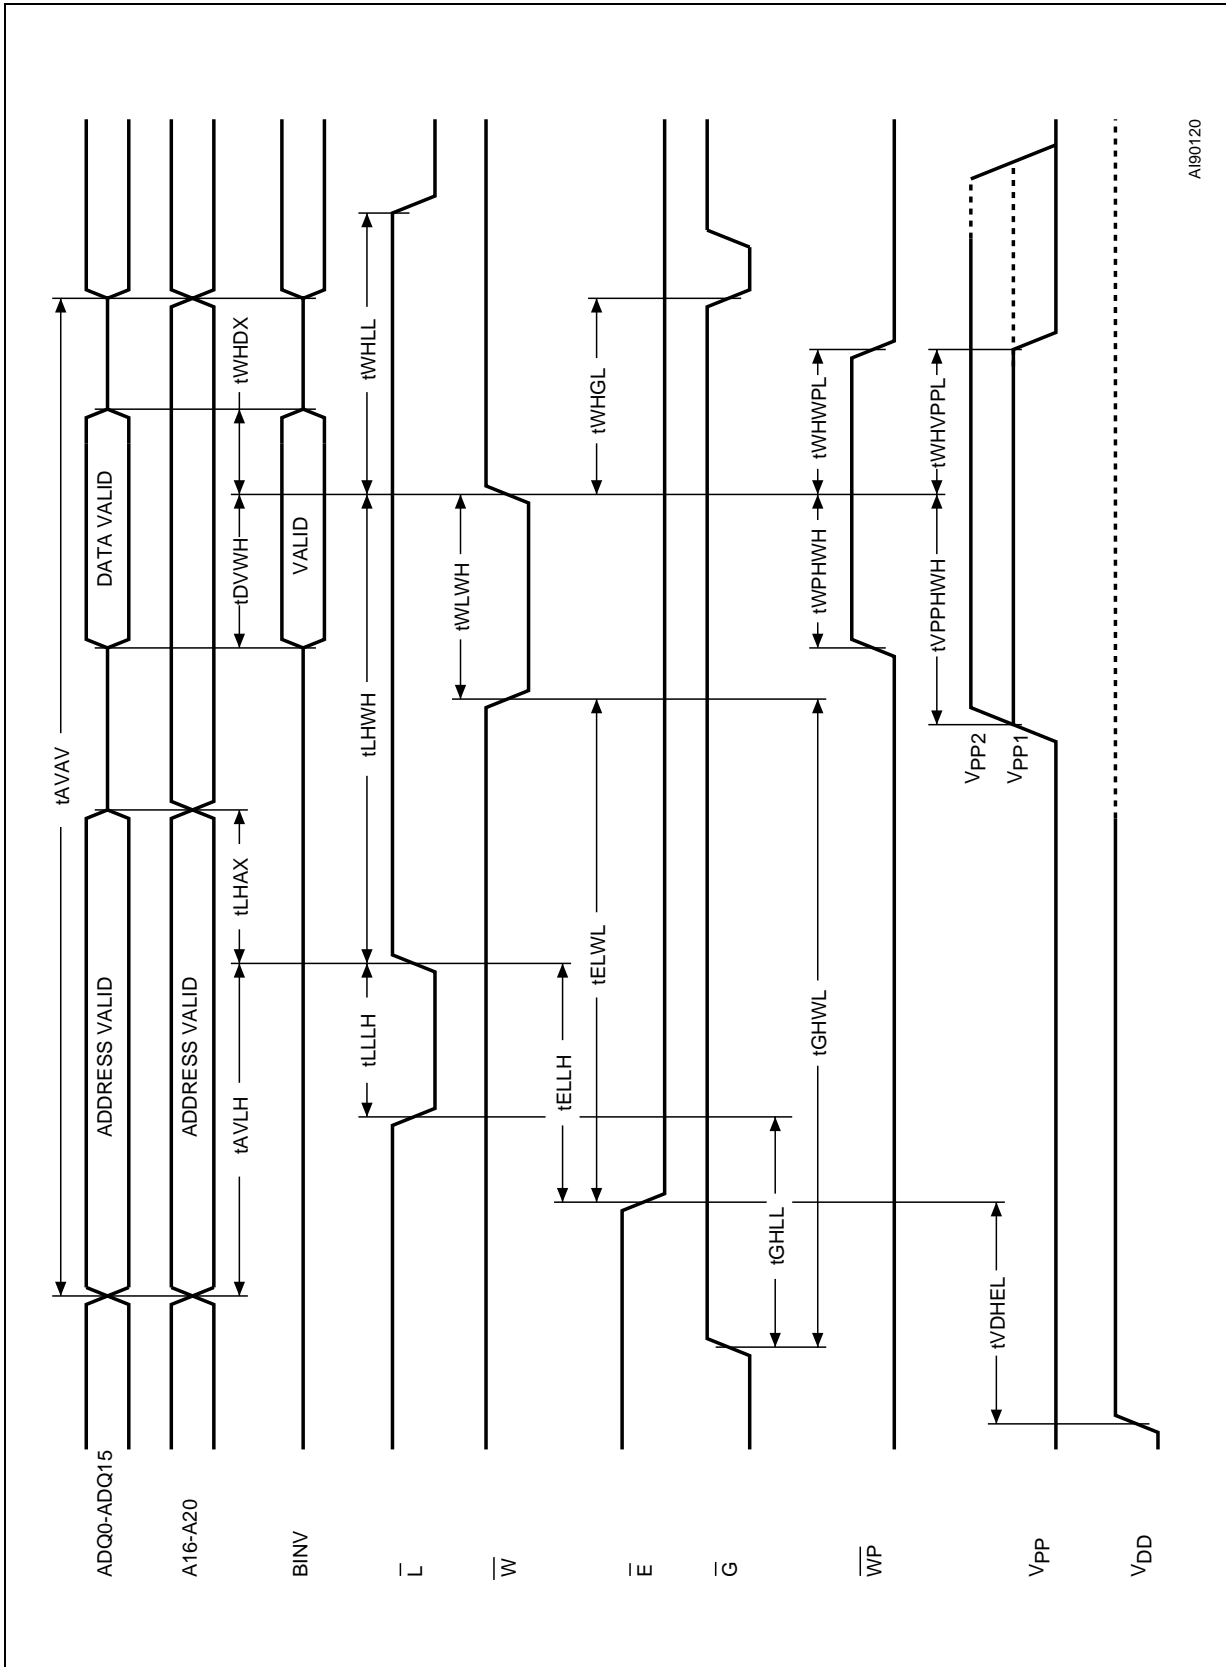 ADQ0-ADQ15
ADDRESS VALID
DATA VALID
tAVAV
A16-A20
ADDRESS VALID
tAVLH
tLHAX
tDVWH
tWHDX
BINV
VALID
L
tLLLH
tLHWH
tWHLL
W
tWLWH
E
tELLH
tELWL
tWHGL
G
tGHLL
tGHWL
WP
tWPHWH
tWHWPL
VPP
VPP2
VPP1
tVPPHWH
tWHVPPL
VDD
tVDHEL
AI90120